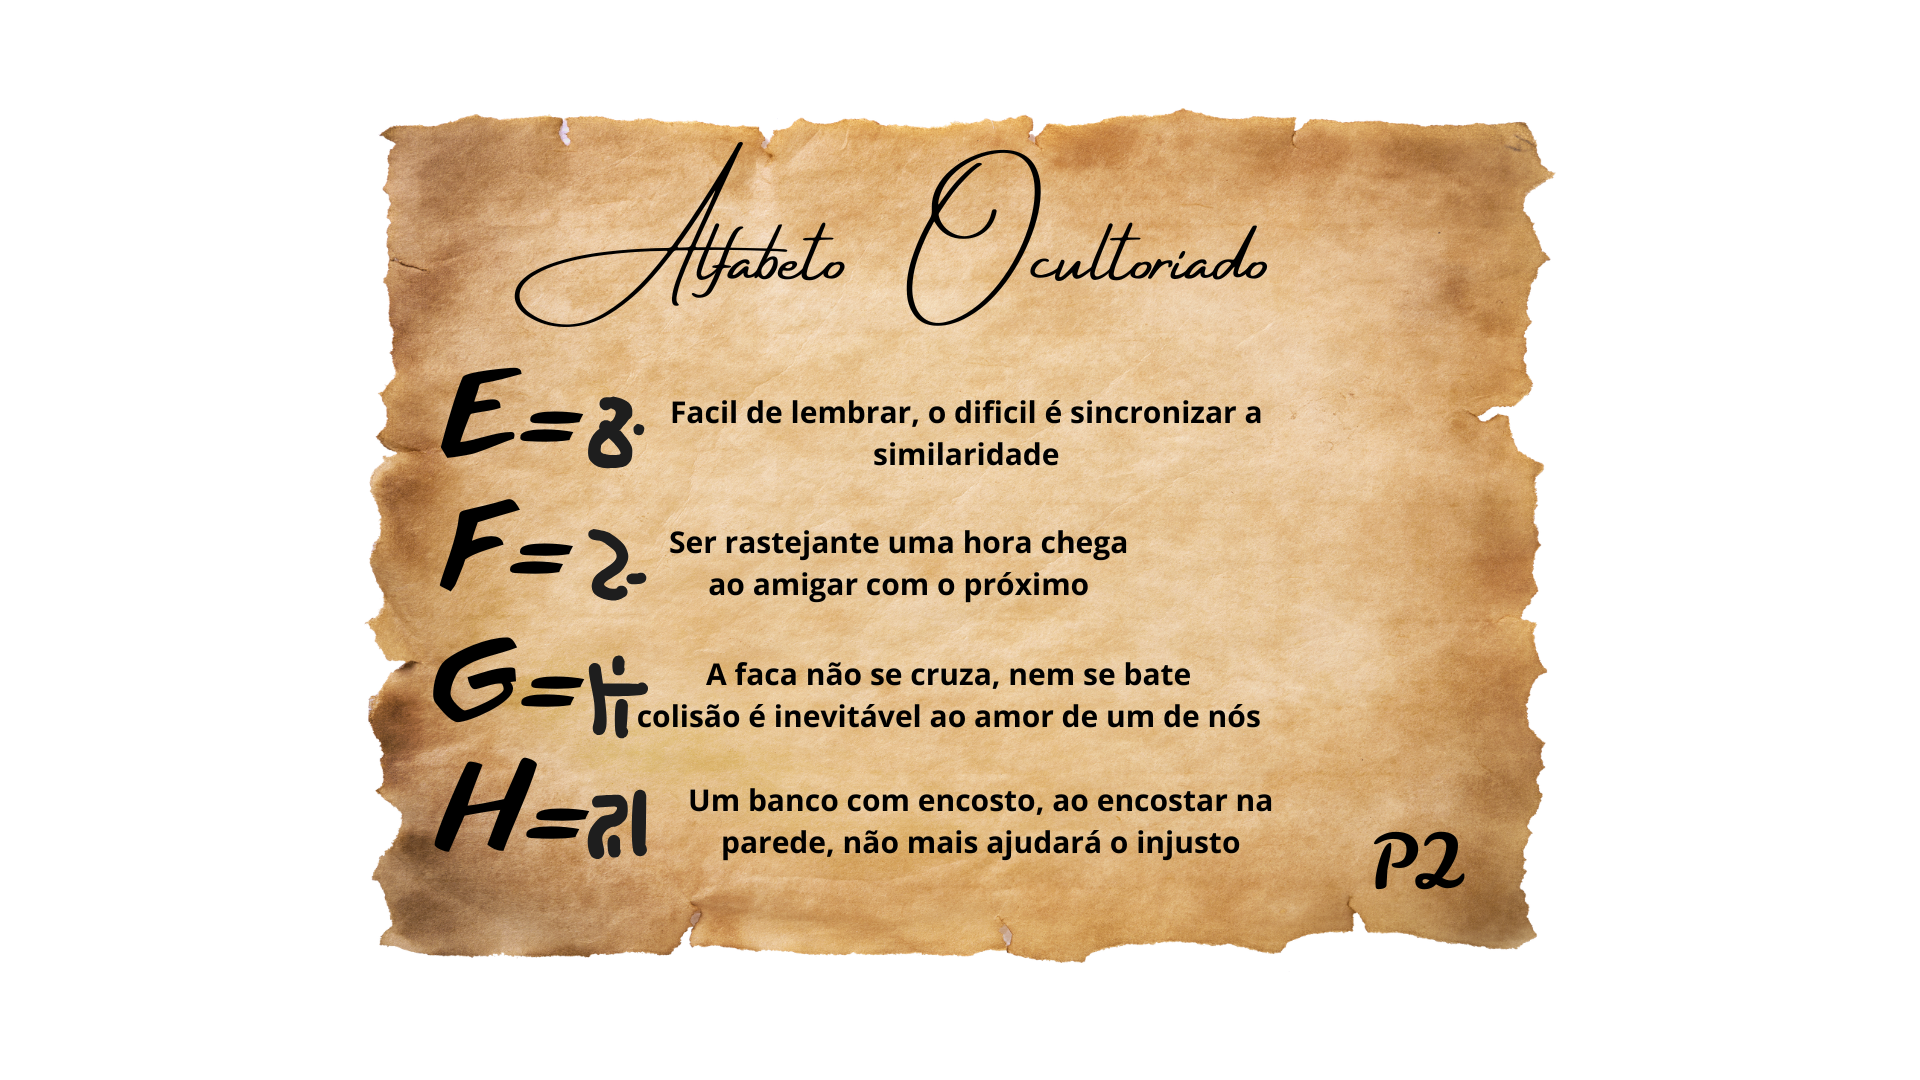 Alfabeto Ocultoriado
E= Facil de lembrar, o dificil é sincronizar a
similaridade
F= Ser rastejante uma hora chega
ao amigar com o próximo
G= A faca não se cruza, nem se bate
colisão é inevitável ao amor de um de nós
H= Um banco com encosto, ao encostar na
parede, não mais ajudará o injusto
P2